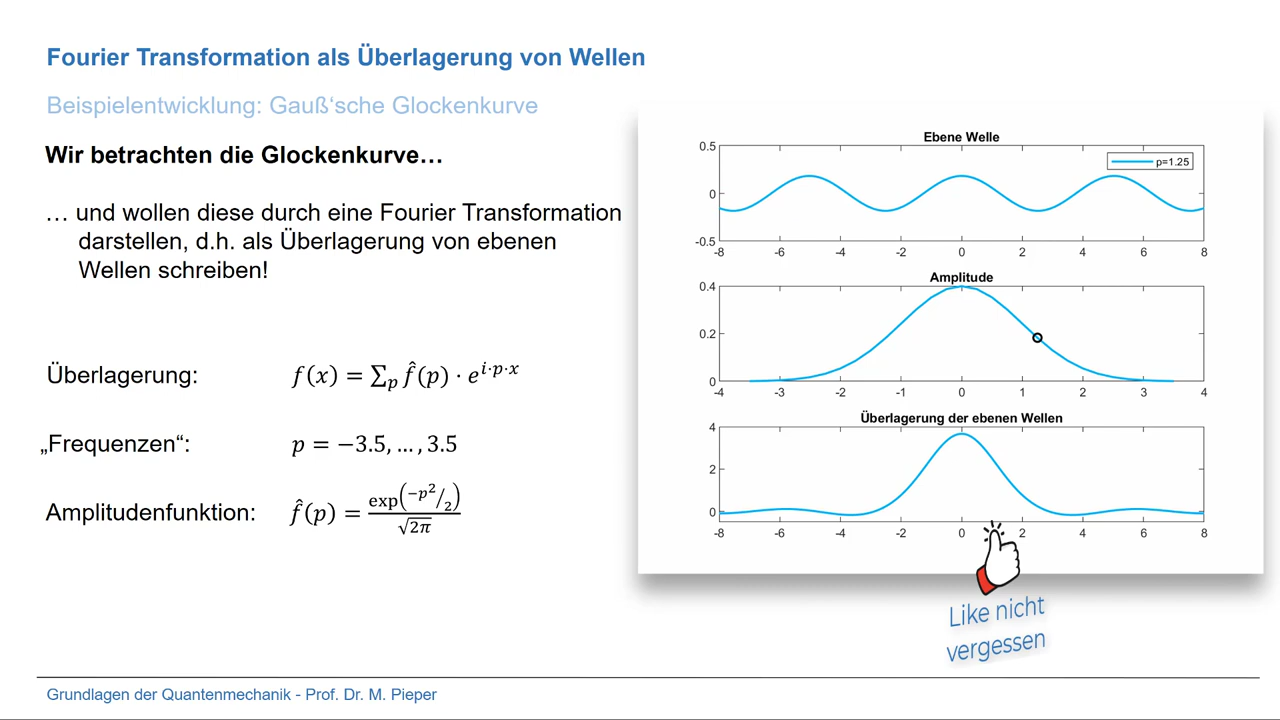 Fourier Transformation als Überlagerung von Wellen
Beispielentwicklung: Gauß‘sche Glockenkurve
Wir betrachten die Glockenkurve…
… und wollen diese durch eine Fourier Transformation
darstellen, d.h. als Überlagerung von ebenen
Wellen schreiben!
Überlagerung: f(x) = ∑ₚ f̂(p) · e^{i·p·x}
„Frequenzen“: p = −3.5, … , 3.5
Amplitudenfunktion: f̂(p) = exp(−p²/2) / √2π
Ebene Welle
p=1.25
0.5
0
-0.5
-8 -6 -4 -2 0 2 4 6 8
Amplitude
0.4
0.2
0
-4 -3 -2 -1 0 1 2 3 4
Überlagerung der ebenen Wellen
4
2
0
-8 -6 -4 -2 0 2 4 6 8
Like nicht
vergessen
Grundlagen der Quantenmechanik - Prof. Dr. M. Pieper